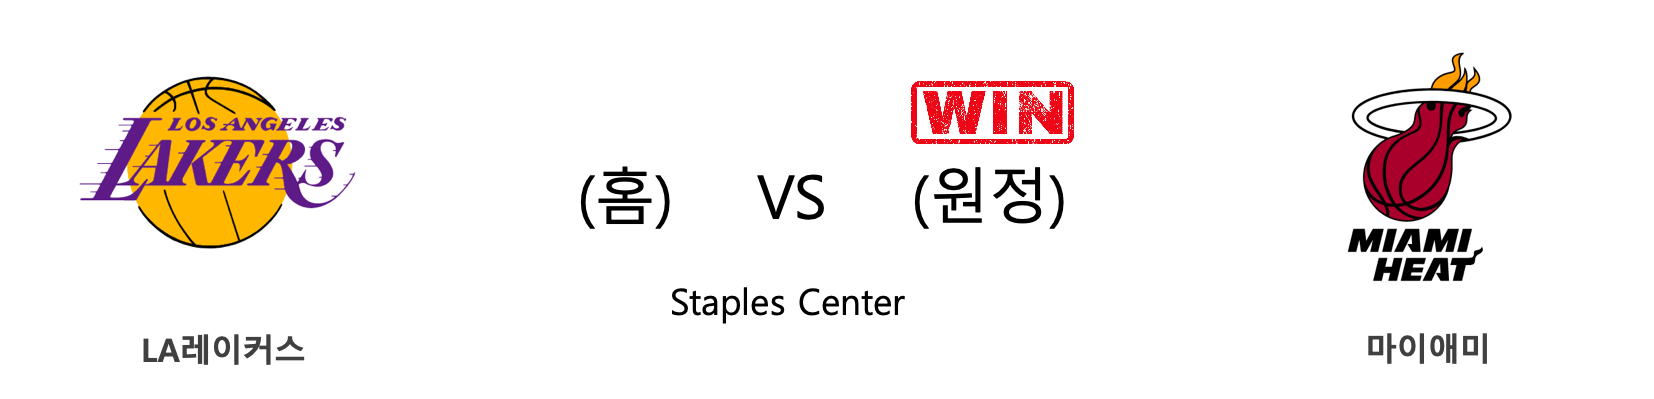 LOS ANGELES
LAKERS
WIN
(홈) VS (원정)
MIAMI
HEAT
Staples Center
LA레이커스
마이애미